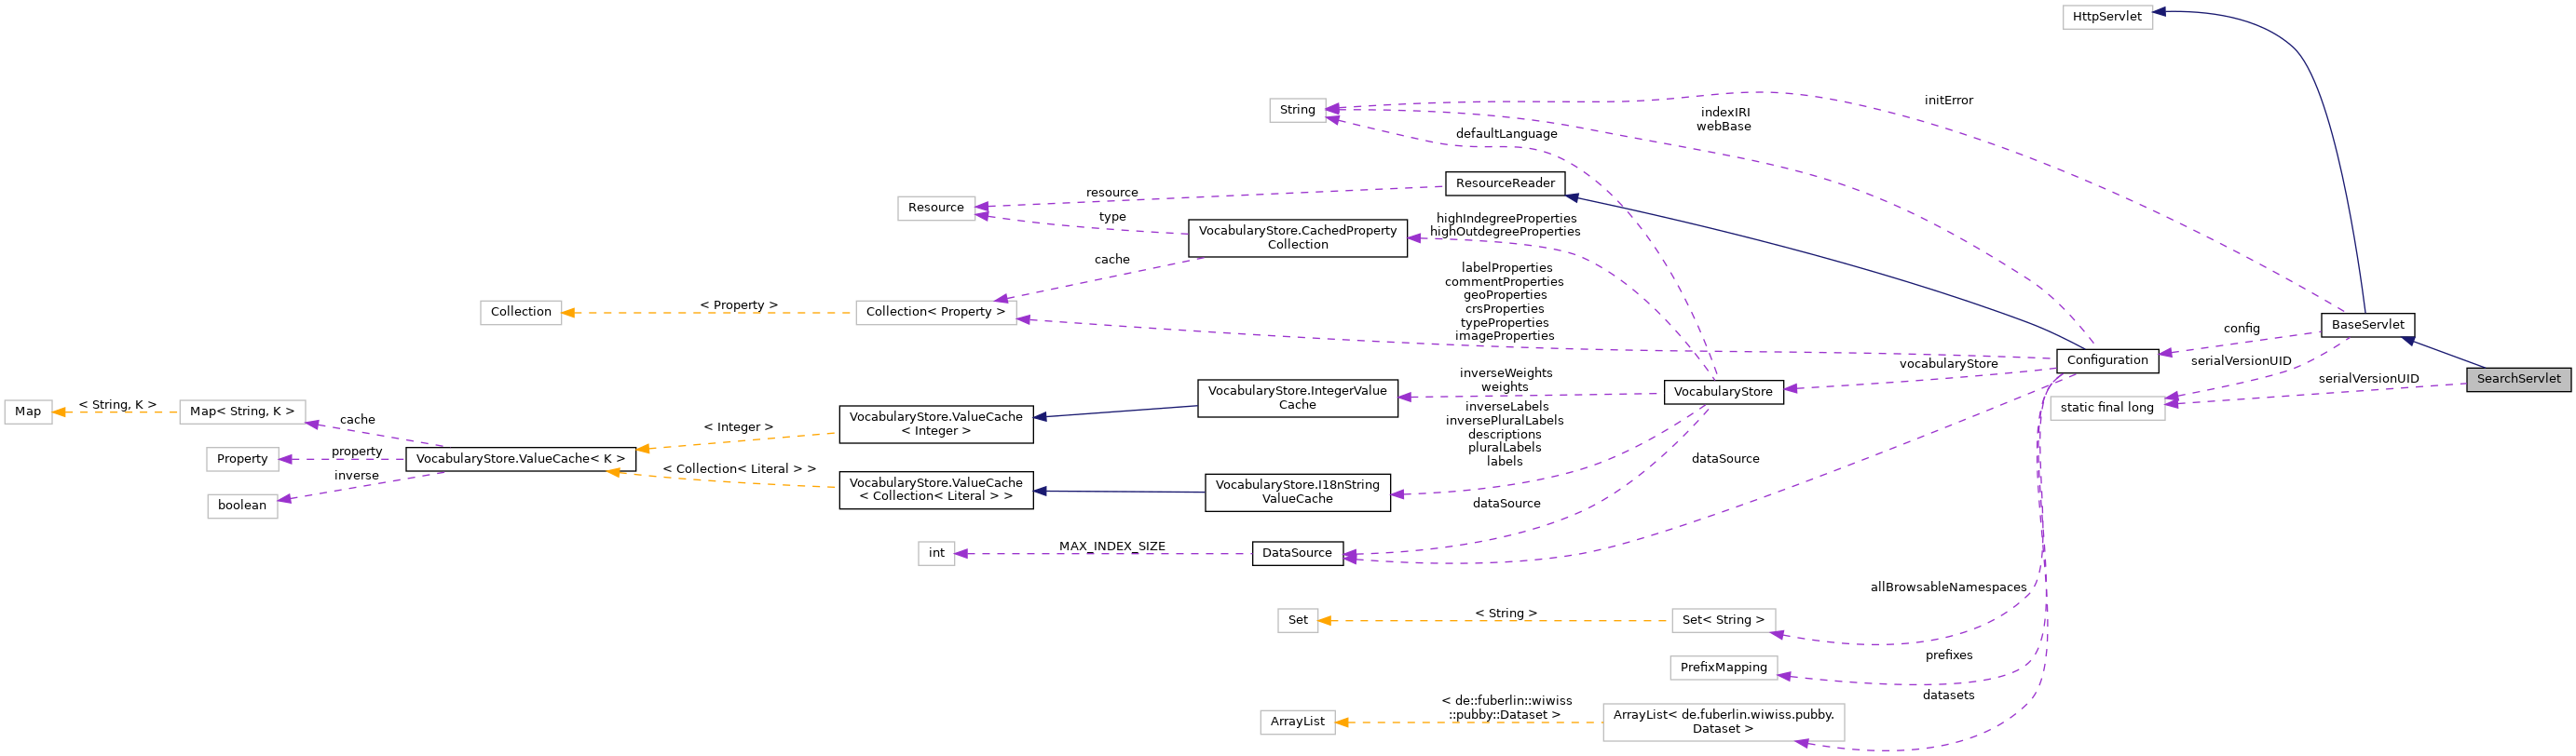 HttpServlet
String
initError
indexIRI
webBase
defaultLanguage
ResourceReader
resource
Resource
type
VocabularyStore.CachedProperty
Collection
highIndegreeProperties
highOutdegreeProperties
cache
labelProperties
commentProperties
geoProperties
crsProperties
typeProperties
imageProperties
Collection
< Property >
Collection< Property >
BaseServlet
config
Configuration
serialVersionUID
vocabularyStore
SearchServlet
serialVersionUID
static final long
VocabularyStore
inverseWeights
weights
VocabularyStore.IntegerValue
Cache
Map
< String, K >
Map< String, K >
cache
VocabularyStore.ValueCache
< Integer >
< Integer >
inverseLabels
inversePluralLabels
descriptions
pluralLabels
labels
Property
property
VocabularyStore.ValueCache< K >
inverse
boolean
< Collection< Literal > >
VocabularyStore.ValueCache
< Collection< Literal > >
VocabularyStore.I18nString
ValueCache
dataSource
dataSource
int
MAX_INDEX_SIZE
DataSource
allBrowsableNamespaces
Set
< String >
Set< String >
prefixes
PrefixMapping
datasets
ArrayList
< de::fuberlin::wiwiss
::pubby::Dataset >
ArrayList< de.fuberlin.wiwiss.pubby.
Dataset >